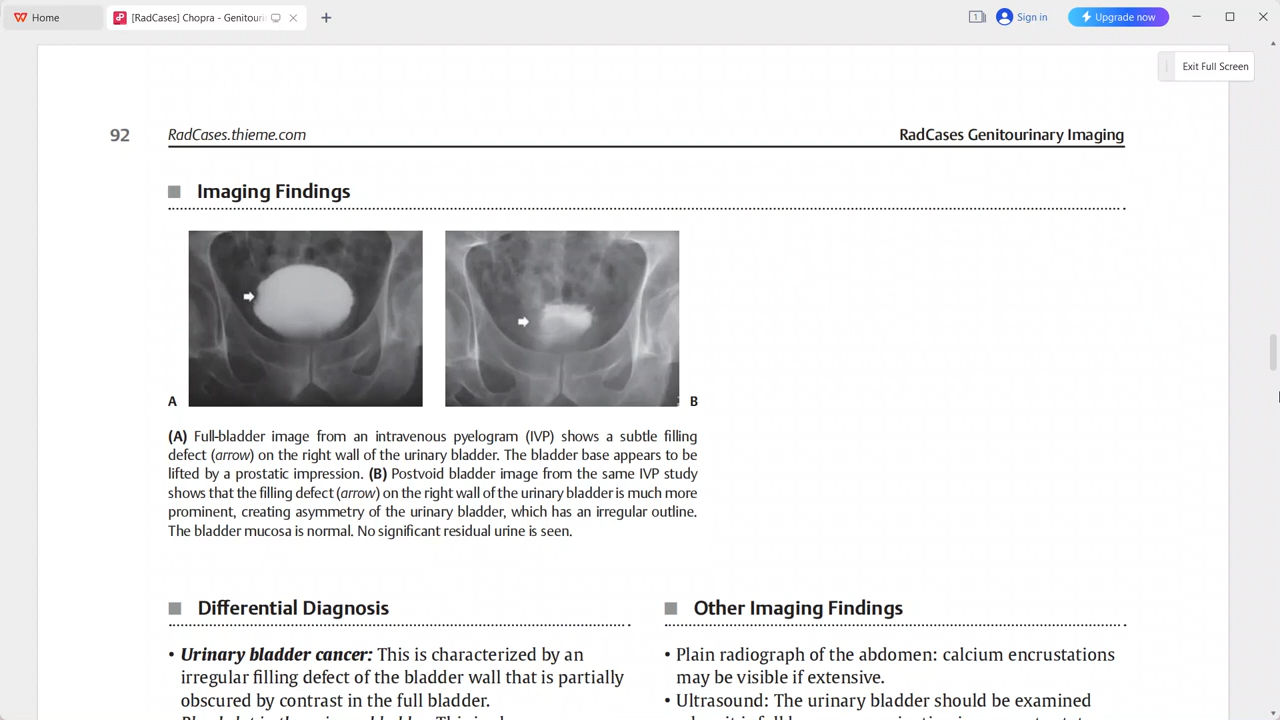 Home
[RadCases] Chopra - Genitouri
1
Sign in
Upgrade now
Exit Full Screen
92
RadCases.thieme.com
RadCases Genitourinary Imaging
Imaging Findings
A
B
(A) Full-bladder image from an intravenous pyelogram (IVP) shows a subtle filling
defect (arrow) on the right wall of the urinary bladder. The bladder base appears to be
lifted by a prostatic impression. (B) Postvoid bladder image from the same IVP study
shows that the filling defect (arrow) on the right wall of the urinary bladder is much more
prominent, creating asymmetry of the urinary bladder, which has an irregular outline.
The bladder mucosa is normal. No significant residual urine is seen.
Differential Diagnosis
• Urinary bladder cancer: This is characterized by an
irregular filling defect of the bladder wall that is partially
obscured by contrast in the full bladder.
Other Imaging Findings
• Plain radiograph of the abdomen: calcium encrustations
may be visible if extensive.
• Ultrasound: The urinary bladder should be examined